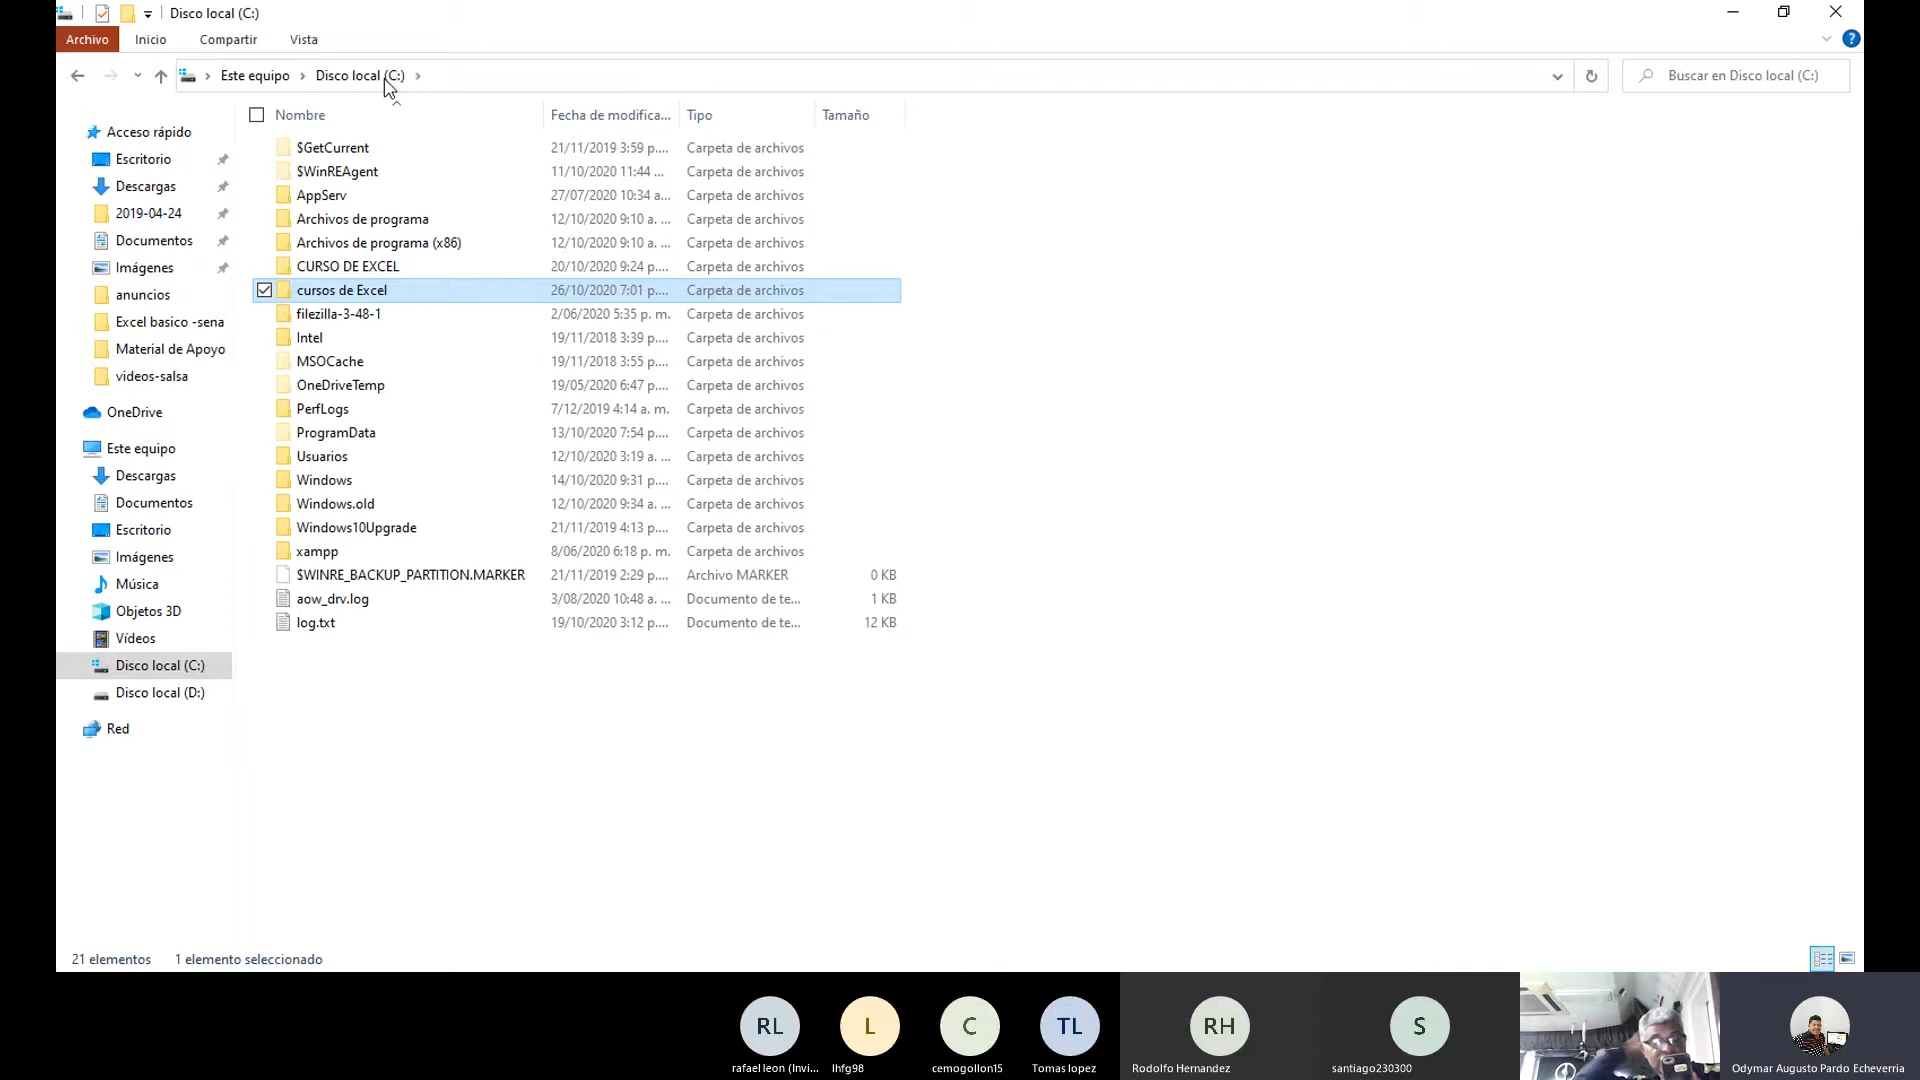 Disco local (C:)
Archivo Inicio Compartir Vista
Este equipo Disco local (C:) Buscar en Disco local (C:)
Nombre Fecha de modifica... Tipo Tamaño
Acceso rápido
Escritorio
Descargas
2019-04-24
Documentos
Imágenes
anuncios
Excel basico -sena
Material de Apoyo
videos-salsa
OneDrive
Este equipo
Descargas
Documentos
Escritorio
Imágenes
Música
Objetos 3D
Vídeos
Disco local (C:)
Disco local (D:)
Red
$GetCurrent 21/11/2019 3:59 p.... Carpeta de archivos
$WinREAgent 11/10/2020 11:44 ... Carpeta de archivos
AppServ 27/07/2020 10:34 a... Carpeta de archivos
Archivos de programa 12/10/2020 9:10 a. ... Carpeta de archivos
Archivos de programa (x86) 12/10/2020 9:10 a. ... Carpeta de archivos
CURSO DE EXCEL 20/10/2020 9:24 p.... Carpeta de archivos
cursos de Excel 26/10/2020 7:01 p.... Carpeta de archivos
filezilla-3-48-1 2/06/2020 5:35 p. m. Carpeta de archivos
Intel 19/11/2018 3:39 p.... Carpeta de archivos
MSOCache 19/11/2018 3:55 p.... Carpeta de archivos
OneDriveTemp 19/05/2020 6:47 p.... Carpeta de archivos
PerfLogs 7/12/2019 4:14 a. m. Carpeta de archivos
ProgramData 13/10/2020 7:54 p.... Carpeta de archivos
Usuarios 12/10/2020 3:19 a. ... Carpeta de archivos
Windows 14/10/2020 9:31 p.... Carpeta de archivos
Windows.old 12/10/2020 9:34 a. ... Carpeta de archivos
Windows10Upgrade 21/11/2019 4:13 p.... Carpeta de archivos
xampp 8/06/2020 6:18 p. m. Carpeta de archivos
$WINRE_BACKUP_PARTITION.MARKER 21/11/2019 2:29 p.... Archivo MARKER 0 KB
aow_drv.log 3/08/2020 10:48 a. ... Documento de te... 1 KB
log.txt 19/10/2020 3:12 p.... Documento de te... 12 KB
21 elementos 1 elemento seleccionado
RL L C TL RH S
rafael leon (Invi... lhfg98 cemogollon15 Tomas lopez Rodolfo Hernandez santiago230300 Odymar Augusto Pardo Echeverria